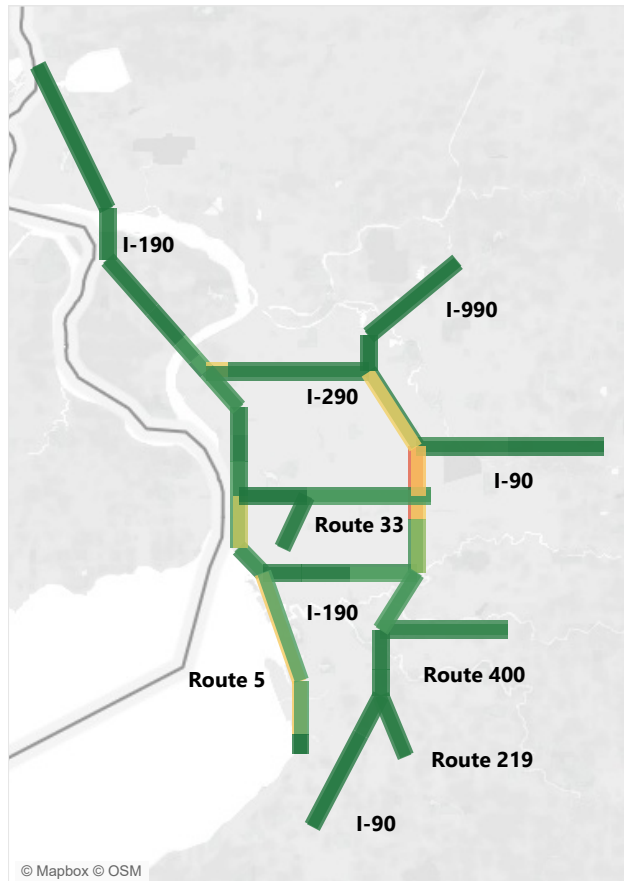 I-190
I-990
I-290
I-90
Route 33
I-190
Route 5
Route 400
Route 219
I-90
© Mapbox © OSM